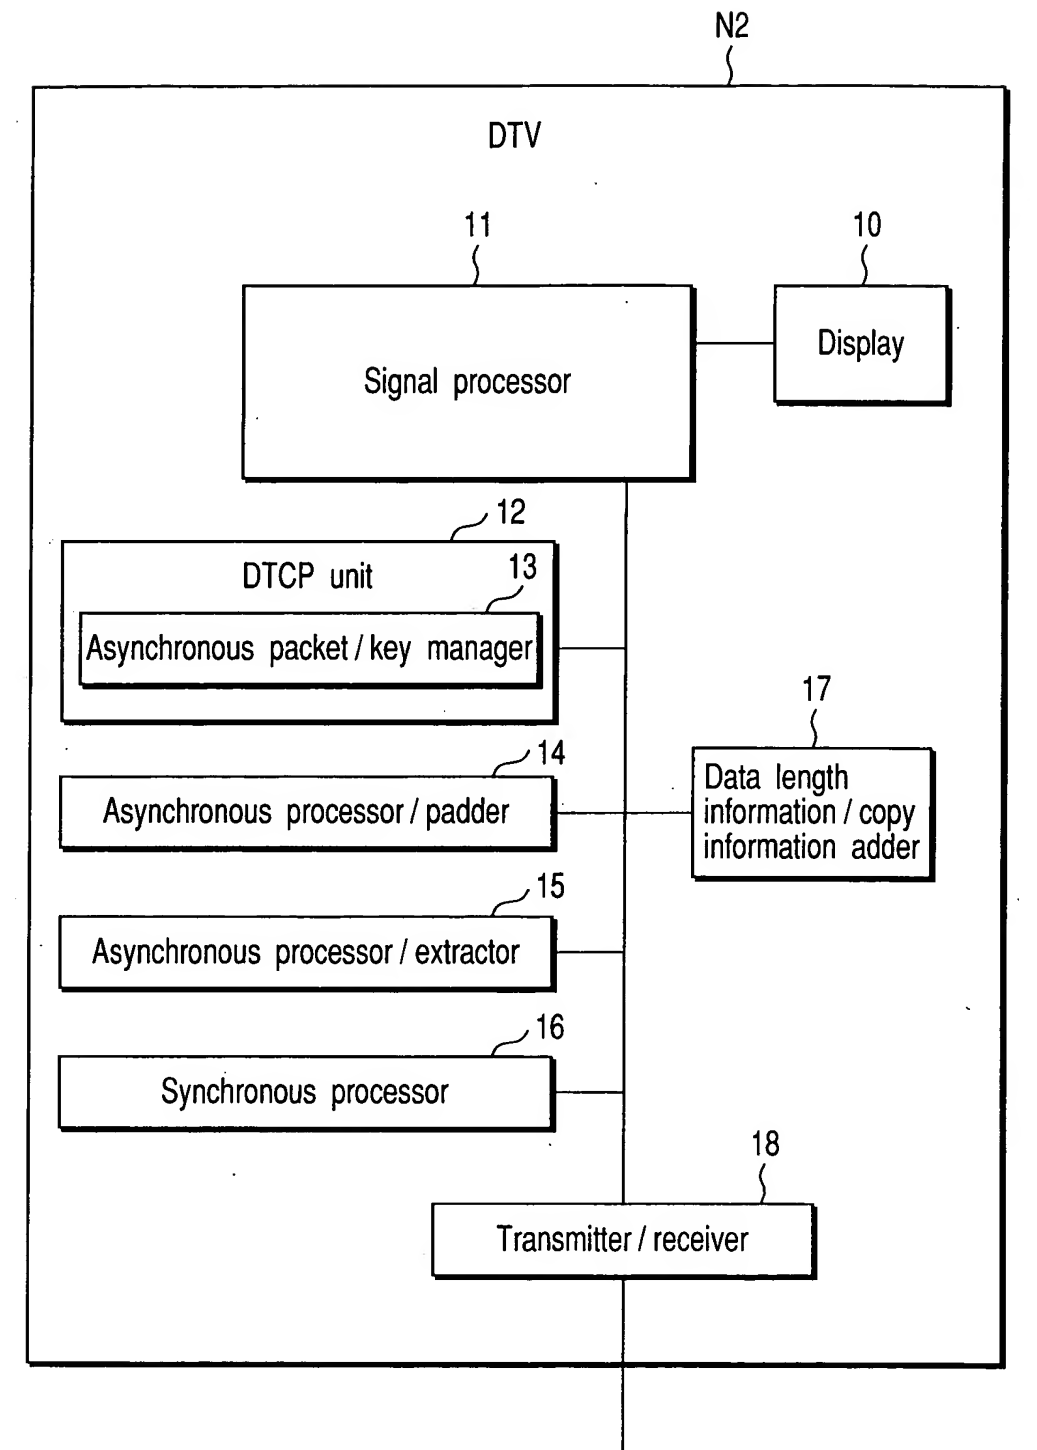 N2
DTV
11
10
Signal processor
Display
12
DTCP unit
13
Asynchronous packet / key manager
17
14
Asynchronous processor / padder
Data length
information / copy
information adder
15
Asynchronous processor / extractor
16
Synchronous processor
18
Transmitter / receiver